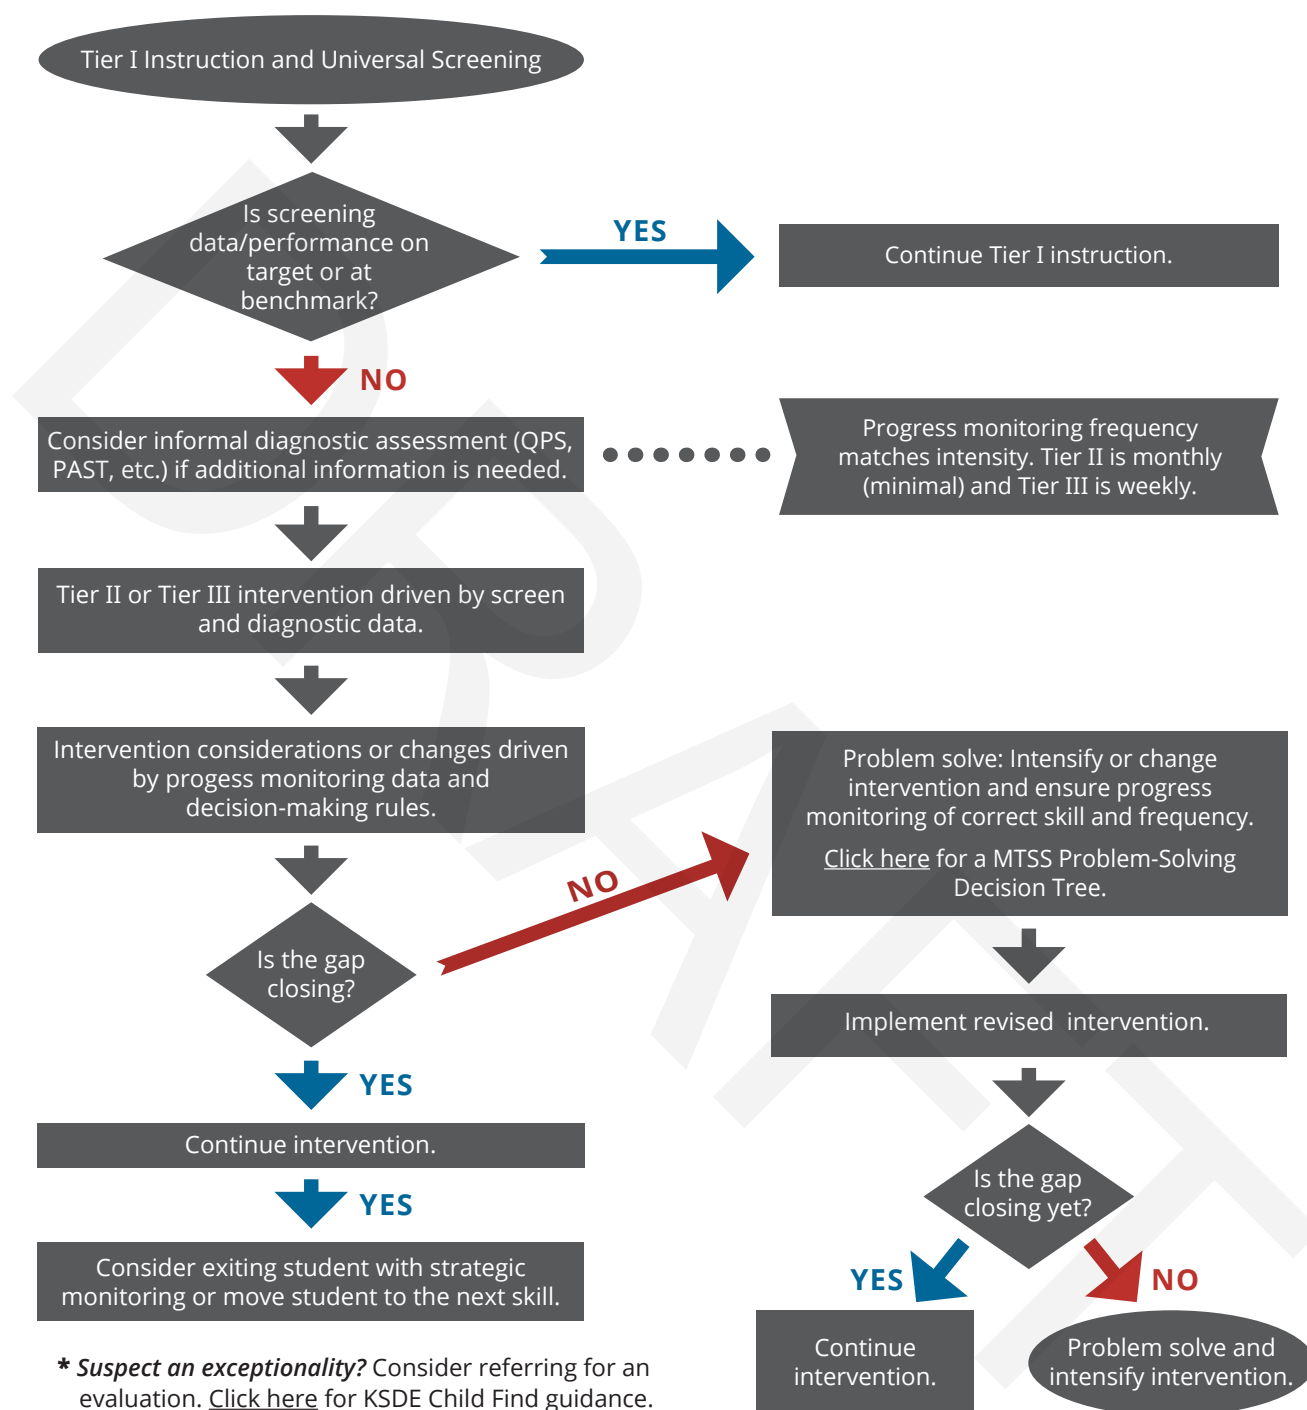 Tier I Instruction and Universal Screening
Is screening
data/performance on
target or at
benchmark?
YES
Continue Tier I instruction.
NO
Consider informal diagnostic assessment (QPS,
PAST, etc.) if additional information is needed.
Progress monitoring frequency
matches intensity. Tier II is monthly
(minimal) and Tier III is weekly.
Tier II or Tier III intervention driven by screen
and diagnostic data.
Intervention considerations or changes driven
by progess monitoring data and
decision-making rules.
Is the gap
closing?
NO
Problem solve: Intensify or change
intervention and ensure progress
monitoring of correct skill and frequency.
Click here for a MTSS Problem-Solving
Decision Tree.
Implement revised intervention.
Is the gap
closing yet?
YES
Continue
intervention.
NO
Problem solve and
intensify intervention.
YES
Continue intervention.
YES
Consider exiting student with strategic
monitoring or move student to the next skill.
* Suspect an exceptionality? Consider referring for an
evaluation. Click here for KSDE Child Find guidance.
DRAFT